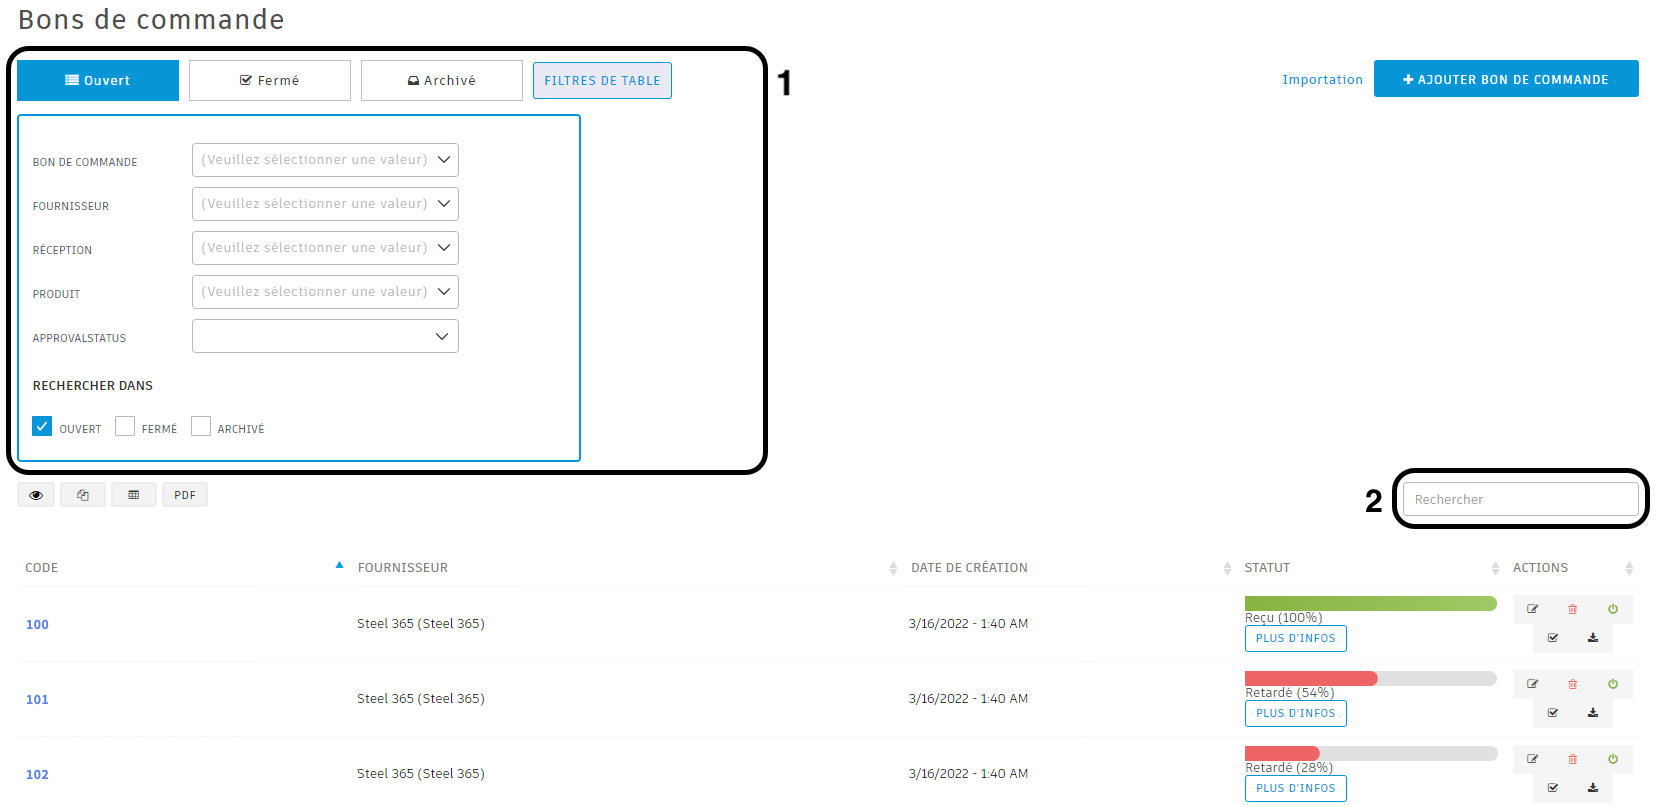 Bons de commande
Ouvert Fermé Archivé FILTRES DE TABLE 1 Importation AJOUTER BON DE COMMANDE
BON DE COMMANDE (Veuillez sélectionner une valeur)
FOURNISSEUR (Veuillez sélectionner une valeur)
RÉCEPTION (Veuillez sélectionner une valeur)
PRODUIT (Veuillez sélectionner une valeur)
APPROVALSTATUS
RECHERCHER DANS
OUVERT FERMÉ ARCHIVÉ
PDF 2 Rechercher
CODE FOURNISSEUR DATE DE CRÉATION STATUT ACTIONS
100 Steel 365 (Steel 365) 3/16/2022 - 1:40 AM Reçu (100%)
PLUS D'INFOS
101 Steel 365 (Steel 365) 3/16/2022 - 1:40 AM Retardé (54%)
PLUS D'INFOS
102 Steel 365 (Steel 365) 3/16/2022 - 1:40 AM Retardé (28%)
PLUS D'INFOS